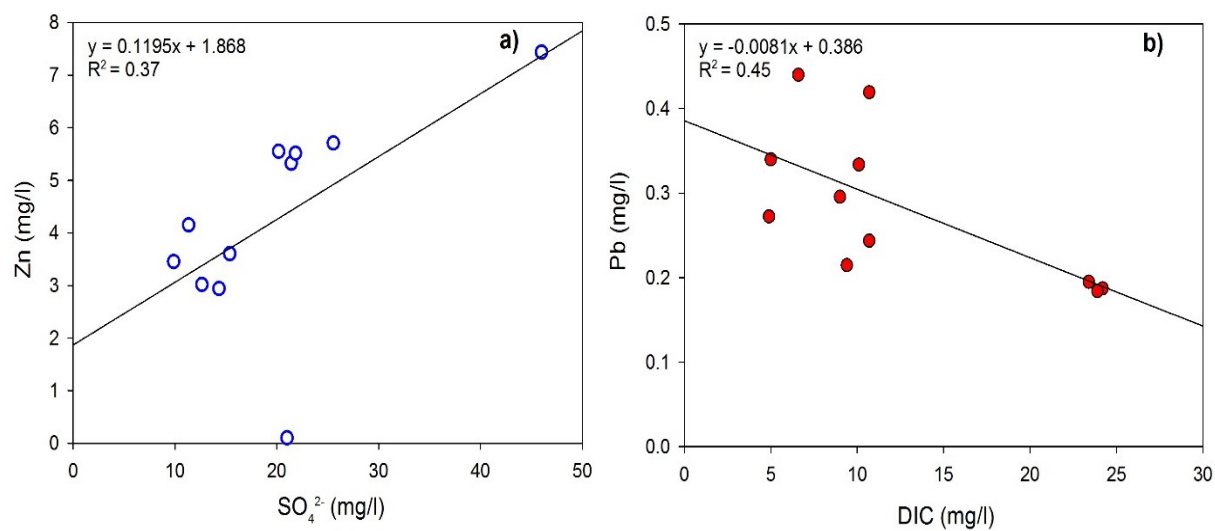 y = 0.1195x + 1.868
R² = 0.37
a)
8
7
6
5
4
3
2
1
0
Zn (mg/l)
0 10 20 30 40 50
SO₄²⁻ (mg/l)
y = -0.0081x + 0.386
R² = 0.45
b)
0.5
0.4
0.3
0.2
0.1
0.0
Pb (mg/l)
0 5 10 15 20 25 30
DIC (mg/l)